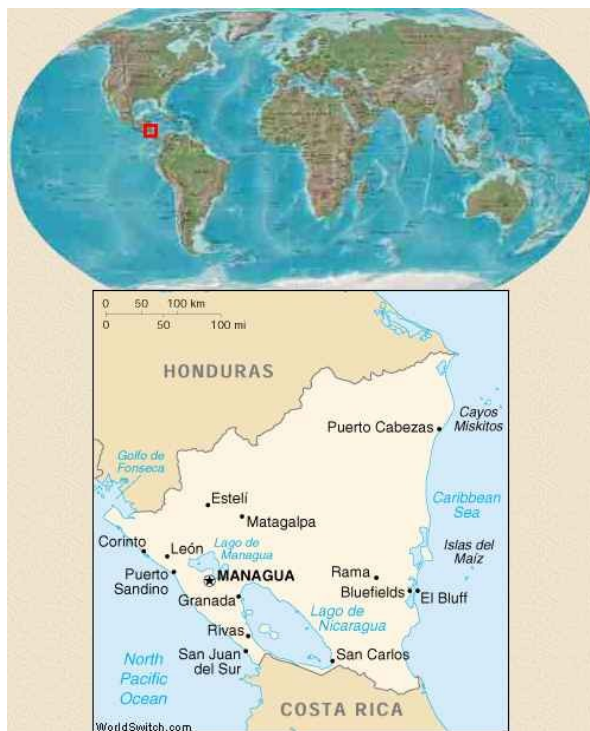 0 50 100 km
0 50 100 mi
HONDURAS
Puerto Cabezas
Cayos
Miskitos
Golfo de
Fonseca
Caribbean
Sea
Estelí
Matagalpa
Corinto
León
Lago de
Managua
Islas del
Maíz
Puerto
Sandino
MANAGUA
Rama
Bluefields
El Bluff
Granada
Lago de
Nicaragua
Rivas
San Juan
del Sur
San Carlos
North
Pacific
Ocean
COSTA RICA
WorldSwitch.com